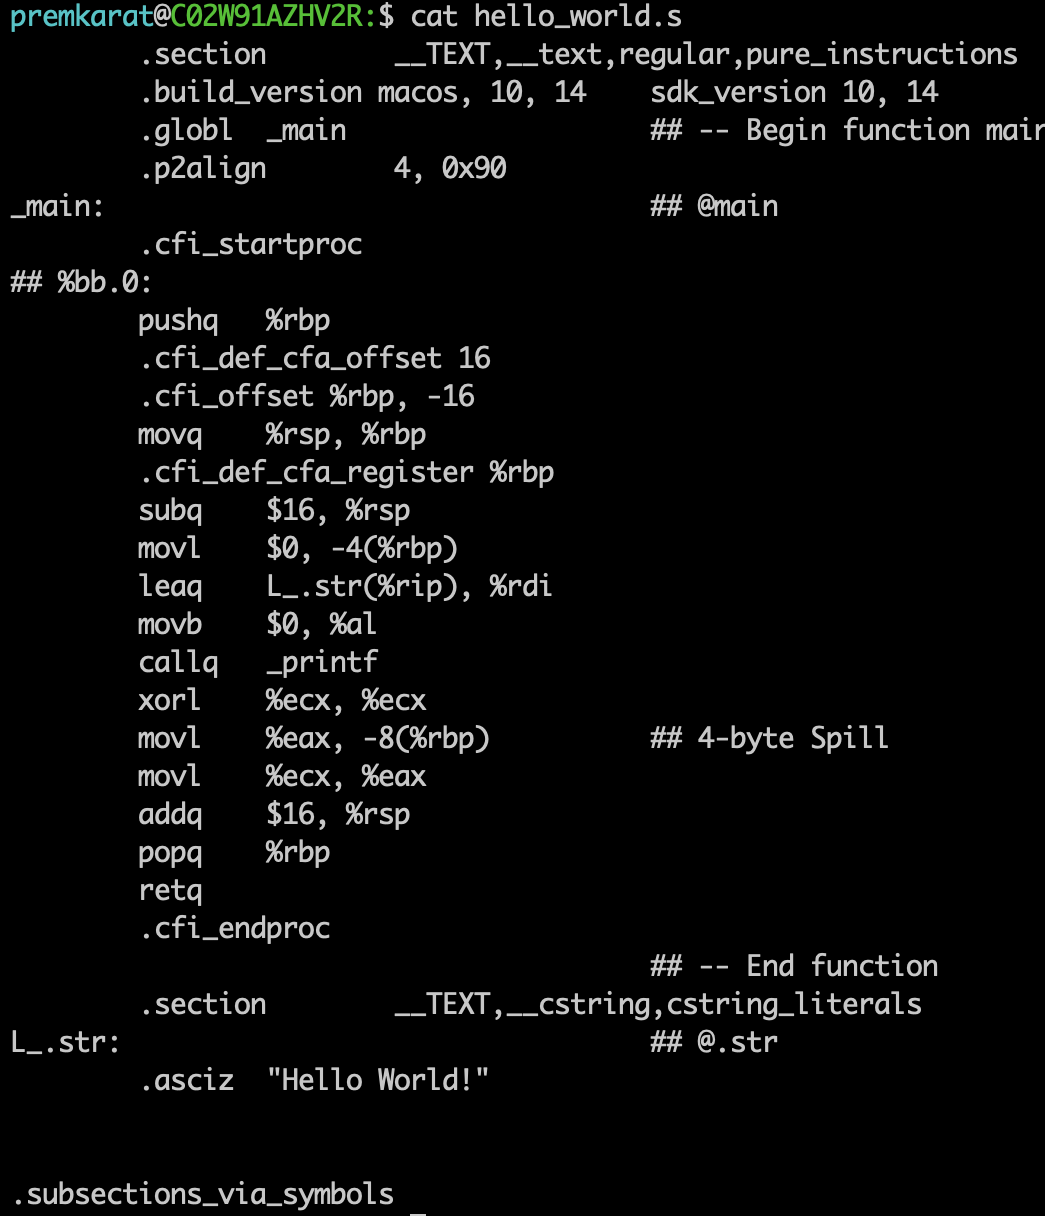 premkarat@C02W91AZHV2R:$ cat hello_world.s
        .section        __TEXT,__text,regular,pure_instructions
        .build_version macos, 10, 14    sdk_version 10, 14
        .globl  _main                   ## -- Begin function main
        .p2align        4, 0x90
_main:                                  ## @main
        .cfi_startproc
## %bb.0:
        pushq   %rbp
        .cfi_def_cfa_offset 16
        .cfi_offset %rbp, -16
        movq    %rsp, %rbp
        .cfi_def_cfa_register %rbp
        subq    $16, %rsp
        movl    $0, -4(%rbp)
        leaq    L_.str(%rip), %rdi
        movb    $0, %al
        callq   _printf
        xorl    %ecx, %ecx
        movl    %eax, -8(%rbp)          ## 4-byte Spill
        movl    %ecx, %eax
        addq    $16, %rsp
        popq    %rbp
        retq
        .cfi_endproc
                                        ## -- End function
        .section        __TEXT,__cstring,cstring_literals
L_.str:                                 ## @.str
        .asciz  "Hello World!"
.subsections_via_symbols